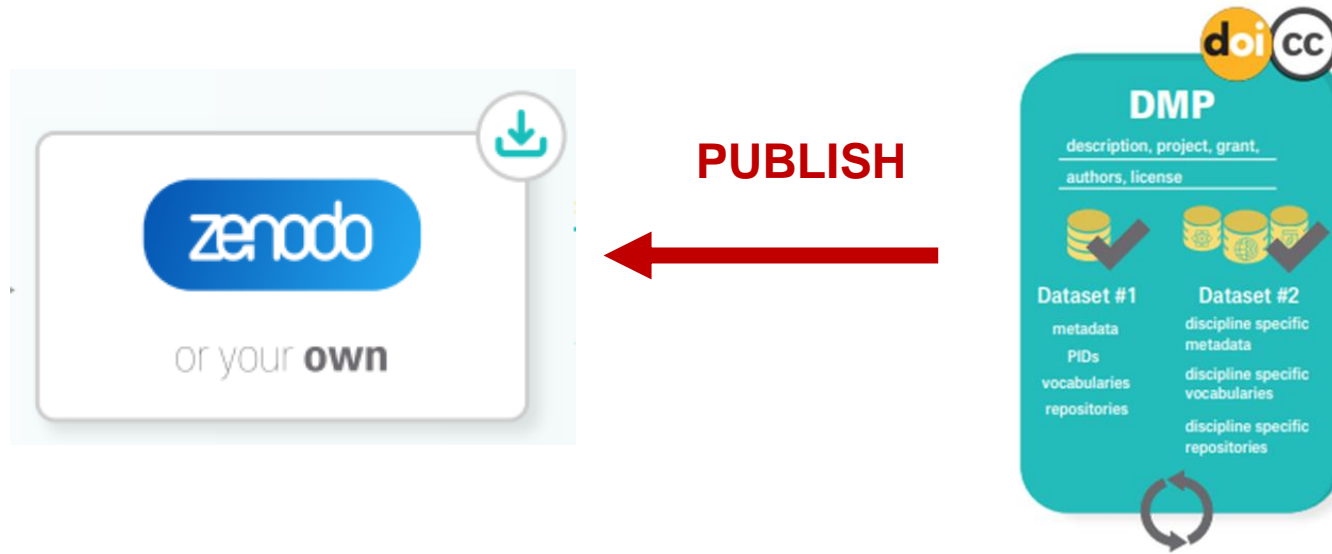 zenodo
or your own
PUBLISH
doi
cc
DMP
description, project, grant,
authors, license
Dataset #1
metadata
PIDs
vocabularies
repositories
Dataset #2
discipline specific
metadata
discipline specific
vocabularies
discipline specific
repositories